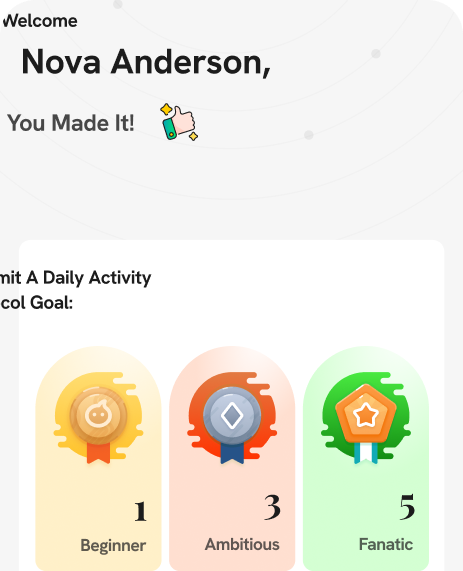 Welcome
Nova Anderson,
You Made It!
mit A Daily Activity
col Goal:
1
3
5
Beginner
Ambitious
Fanatic